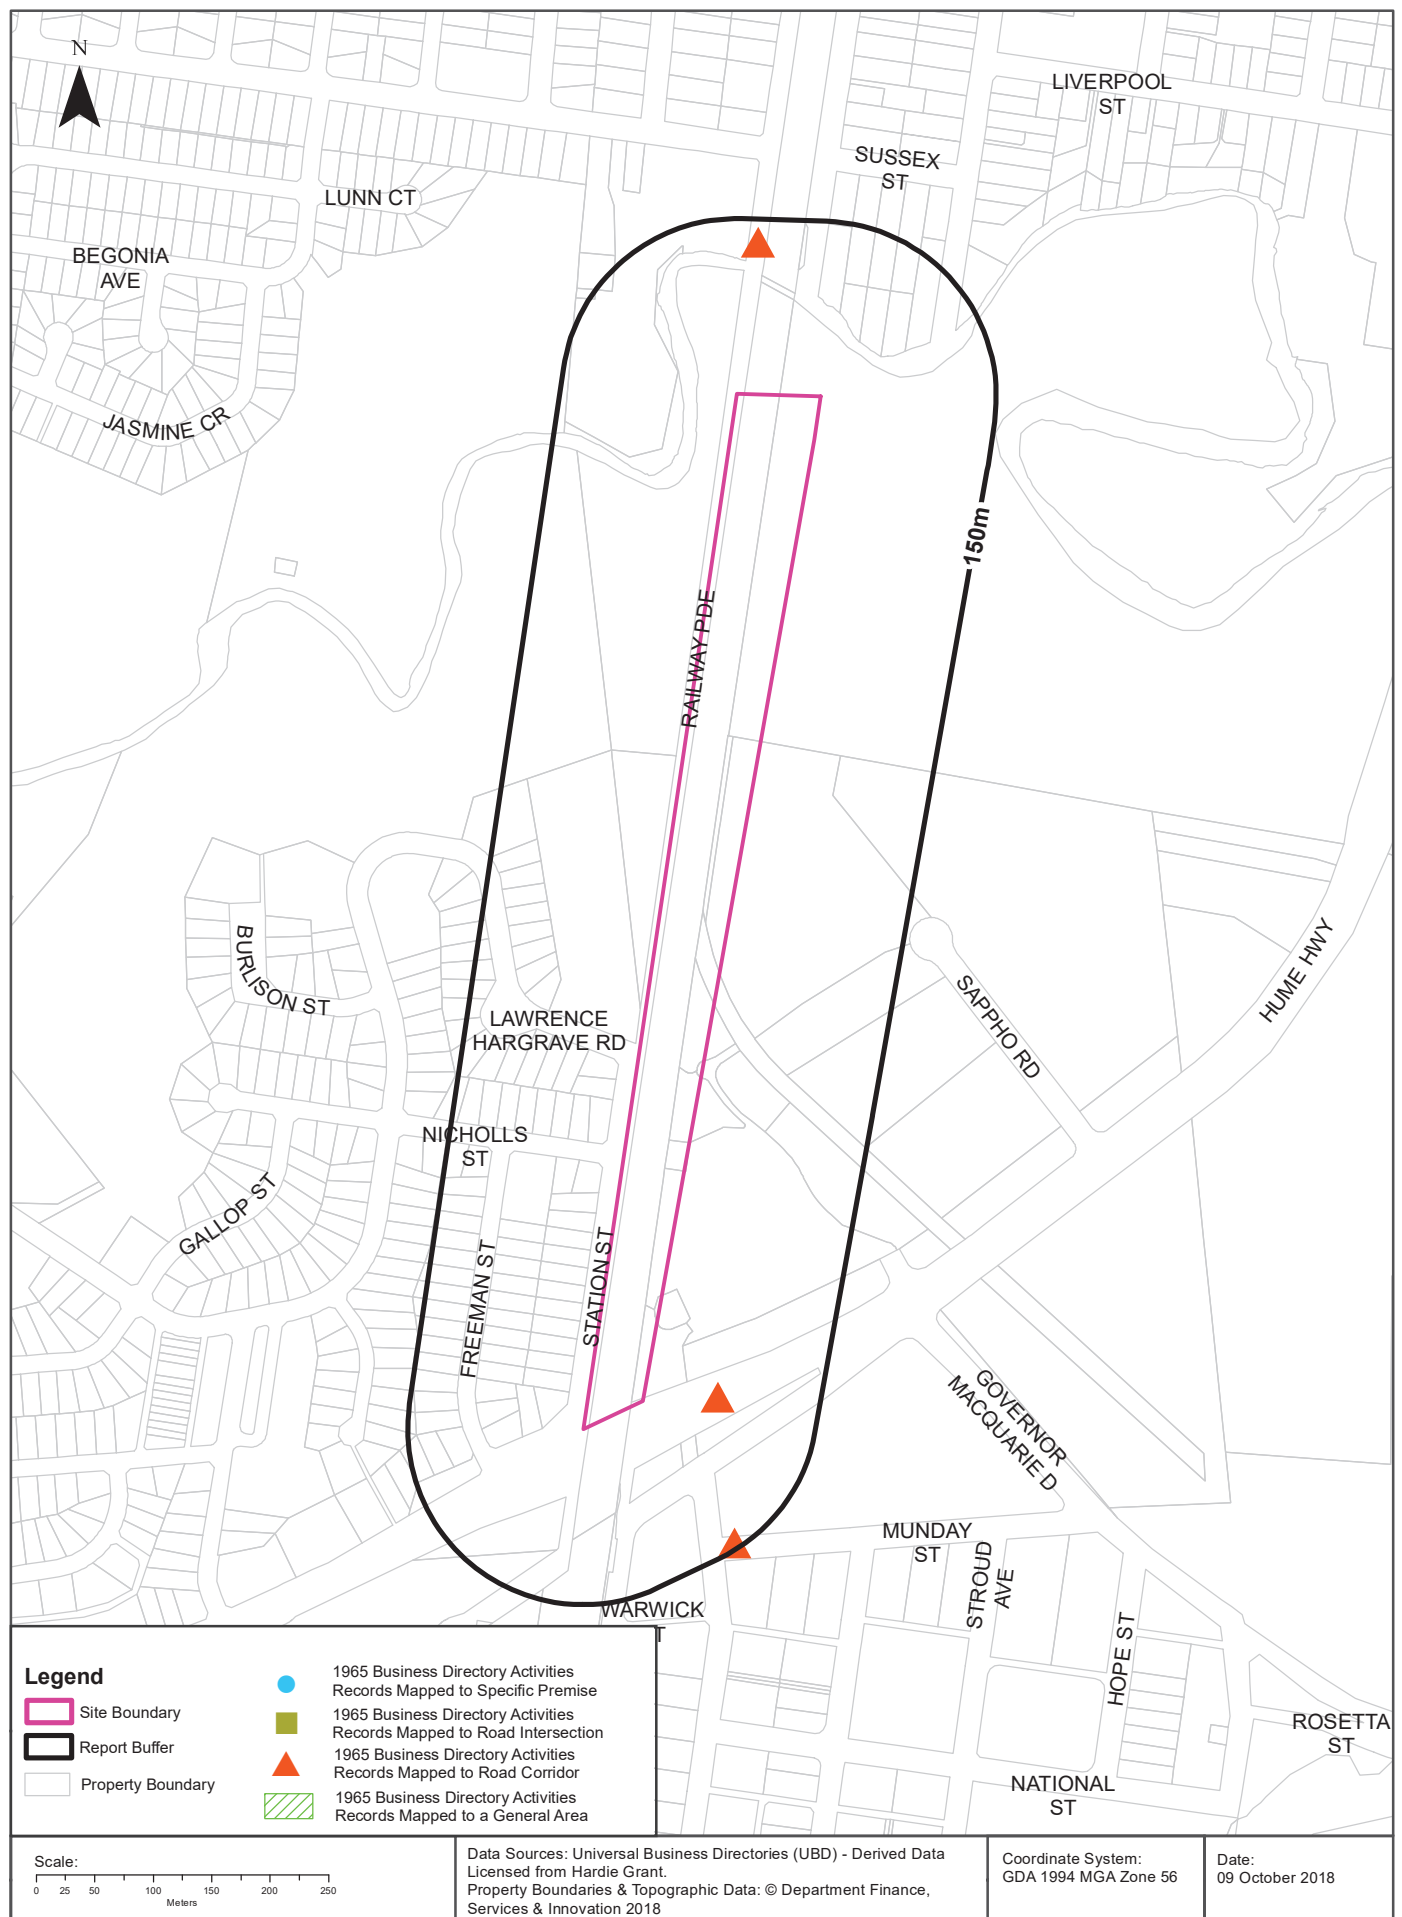 N
LIVERPOOL
ST
SUSSEX
ST
LUNN CT
BEGONIA
AVE
JASMINE CR
150m
RAILWAY PDE
BURLISON ST
HUME HWY
SAPPHO RD
LAWRENCE
HARGRAVE RD
NICHOLLS
ST
GALLOP ST
FREEMAN ST
STATION ST
GOVERNOR
MACQUARIE D
MUNDAY
ST
STROUD
AVE
WARWICK
T
HOPE ST
ROSETTA
ST
NATIONAL
ST
Legend
Site Boundary
Report Buffer
Property Boundary
1965 Business Directory Activities
Records Mapped to Specific Premise
1965 Business Directory Activities
Records Mapped to Road Intersection
1965 Business Directory Activities
Records Mapped to Road Corridor
1965 Business Directory Activities
Records Mapped to a General Area
Scale:
0 25 50 100 150 200 250
Meters
Data Sources: Universal Business Directories (UBD) - Derived Data
Licensed from Hardie Grant.
Property Boundaries & Topographic Data: © Department Finance,
Services & Innovation 2018
Coordinate System:
GDA 1994 MGA Zone 56
Date:
09 October 2018